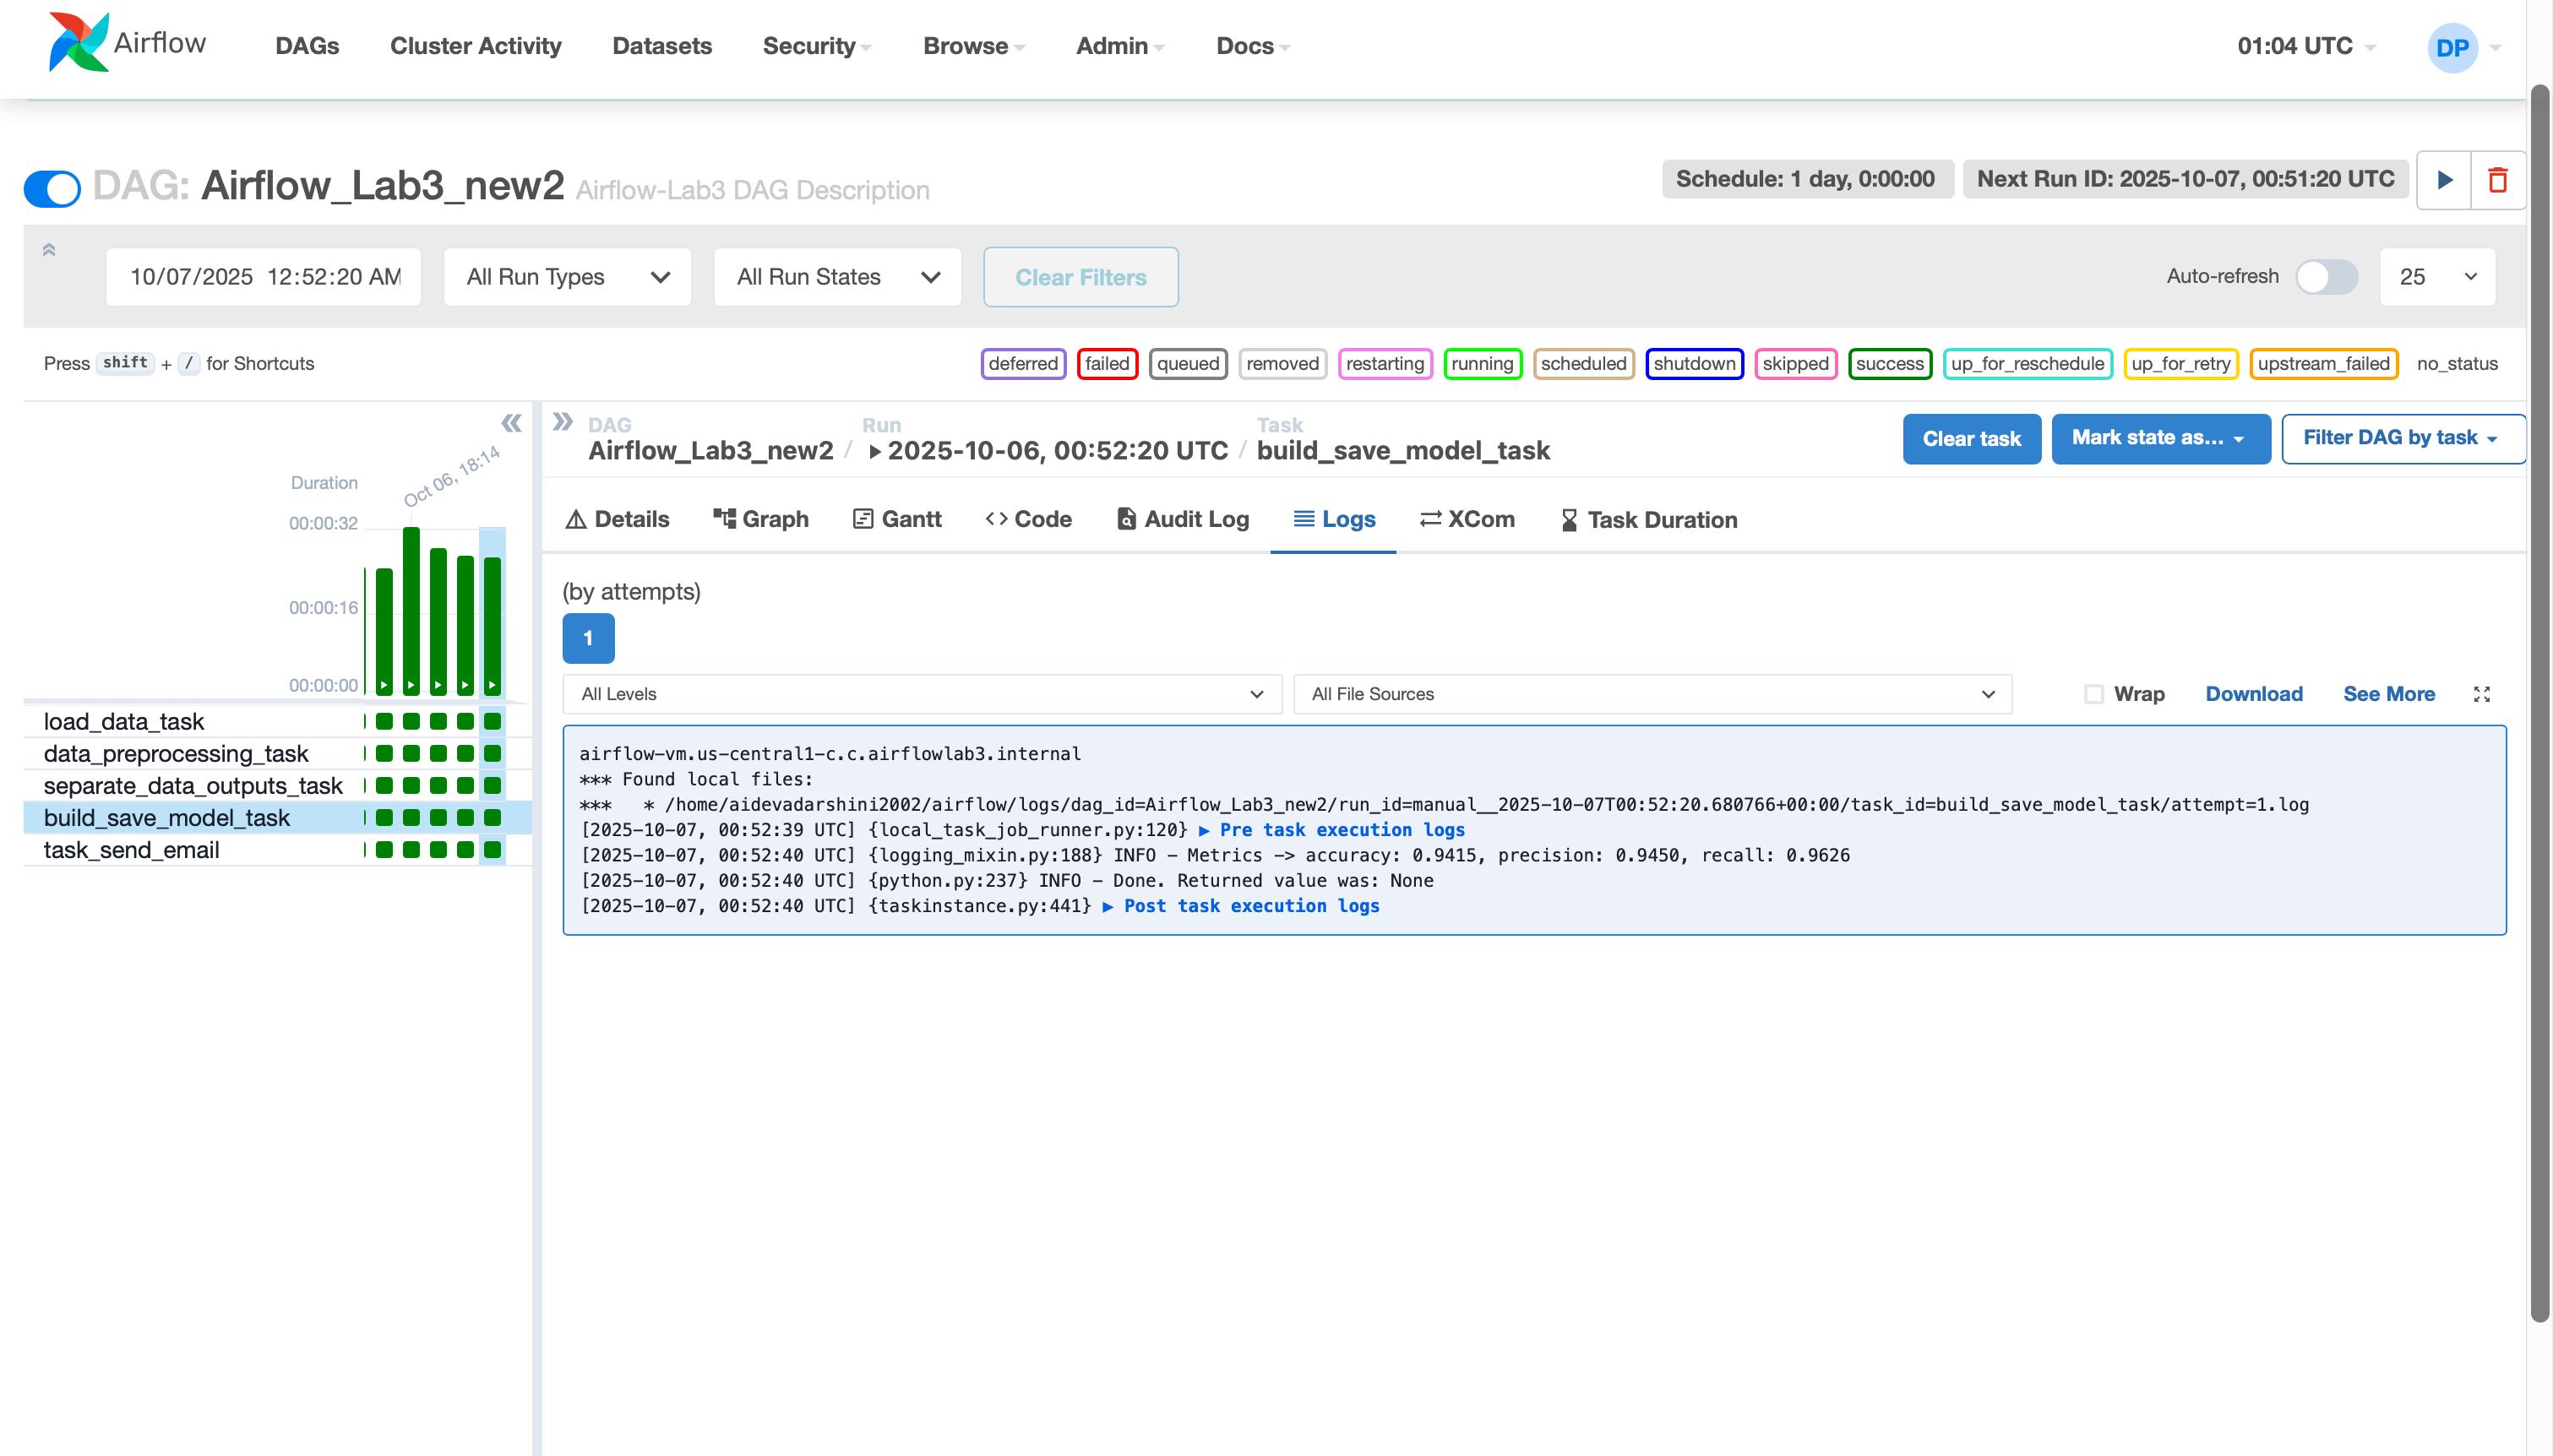 Airflow
DAGs Cluster Activity Datasets Security Browse Admin Docs 01:04 UTC DP
DAG: Airflow_Lab3_new2 Airflow-Lab3 DAG Description Schedule: 1 day, 0:00:00 Next Run ID: 2025-10-07, 00:51:20 UTC
10/07/2025 12:52:20 AM All Run Types All Run States Clear Filters Auto-refresh 25
Press shift + / for Shortcuts deferred failed queued removed restarting running scheduled shutdown skipped success up_for_reschedule up_for_retry upstream_failed no_status
Duration
Oct 06, 18:14
00:00:32
00:00:16
00:00:00
load_data_task
data_preprocessing_task
separate_data_outputs_task
build_save_model_task
task_send_email
DAG Run Task
Airflow_Lab3_new2 / 2025-10-06, 00:52:20 UTC / build_save_model_task
Clear task Mark state as... Filter DAG by task
Details Graph Gantt Code Audit Log Logs XCom Task Duration
(by attempts)
1
All Levels All File Sources Wrap Download See More
airflow-vm.us-central1-c.c.airflowlab3.internal
*** Found local files:
***   * /home/aidevadarshini2002/airflow/logs/dag_id=Airflow_Lab3_new2/run_id=manual__2025-10-07T00:52:20.680766+00:00/task_id=build_save_model_task/attempt=1.log
[2025-10-07, 00:52:39 UTC] {local_task_job_runner.py:120} ▶ Pre task execution logs
[2025-10-07, 00:52:40 UTC] {logging_mixin.py:188} INFO - Metrics -> accuracy: 0.9415, precision: 0.9450, recall: 0.9626
[2025-10-07, 00:52:40 UTC] {python.py:237} INFO - Done. Returned value was: None
[2025-10-07, 00:52:40 UTC] {taskinstance.py:441} ▶ Post task execution logs